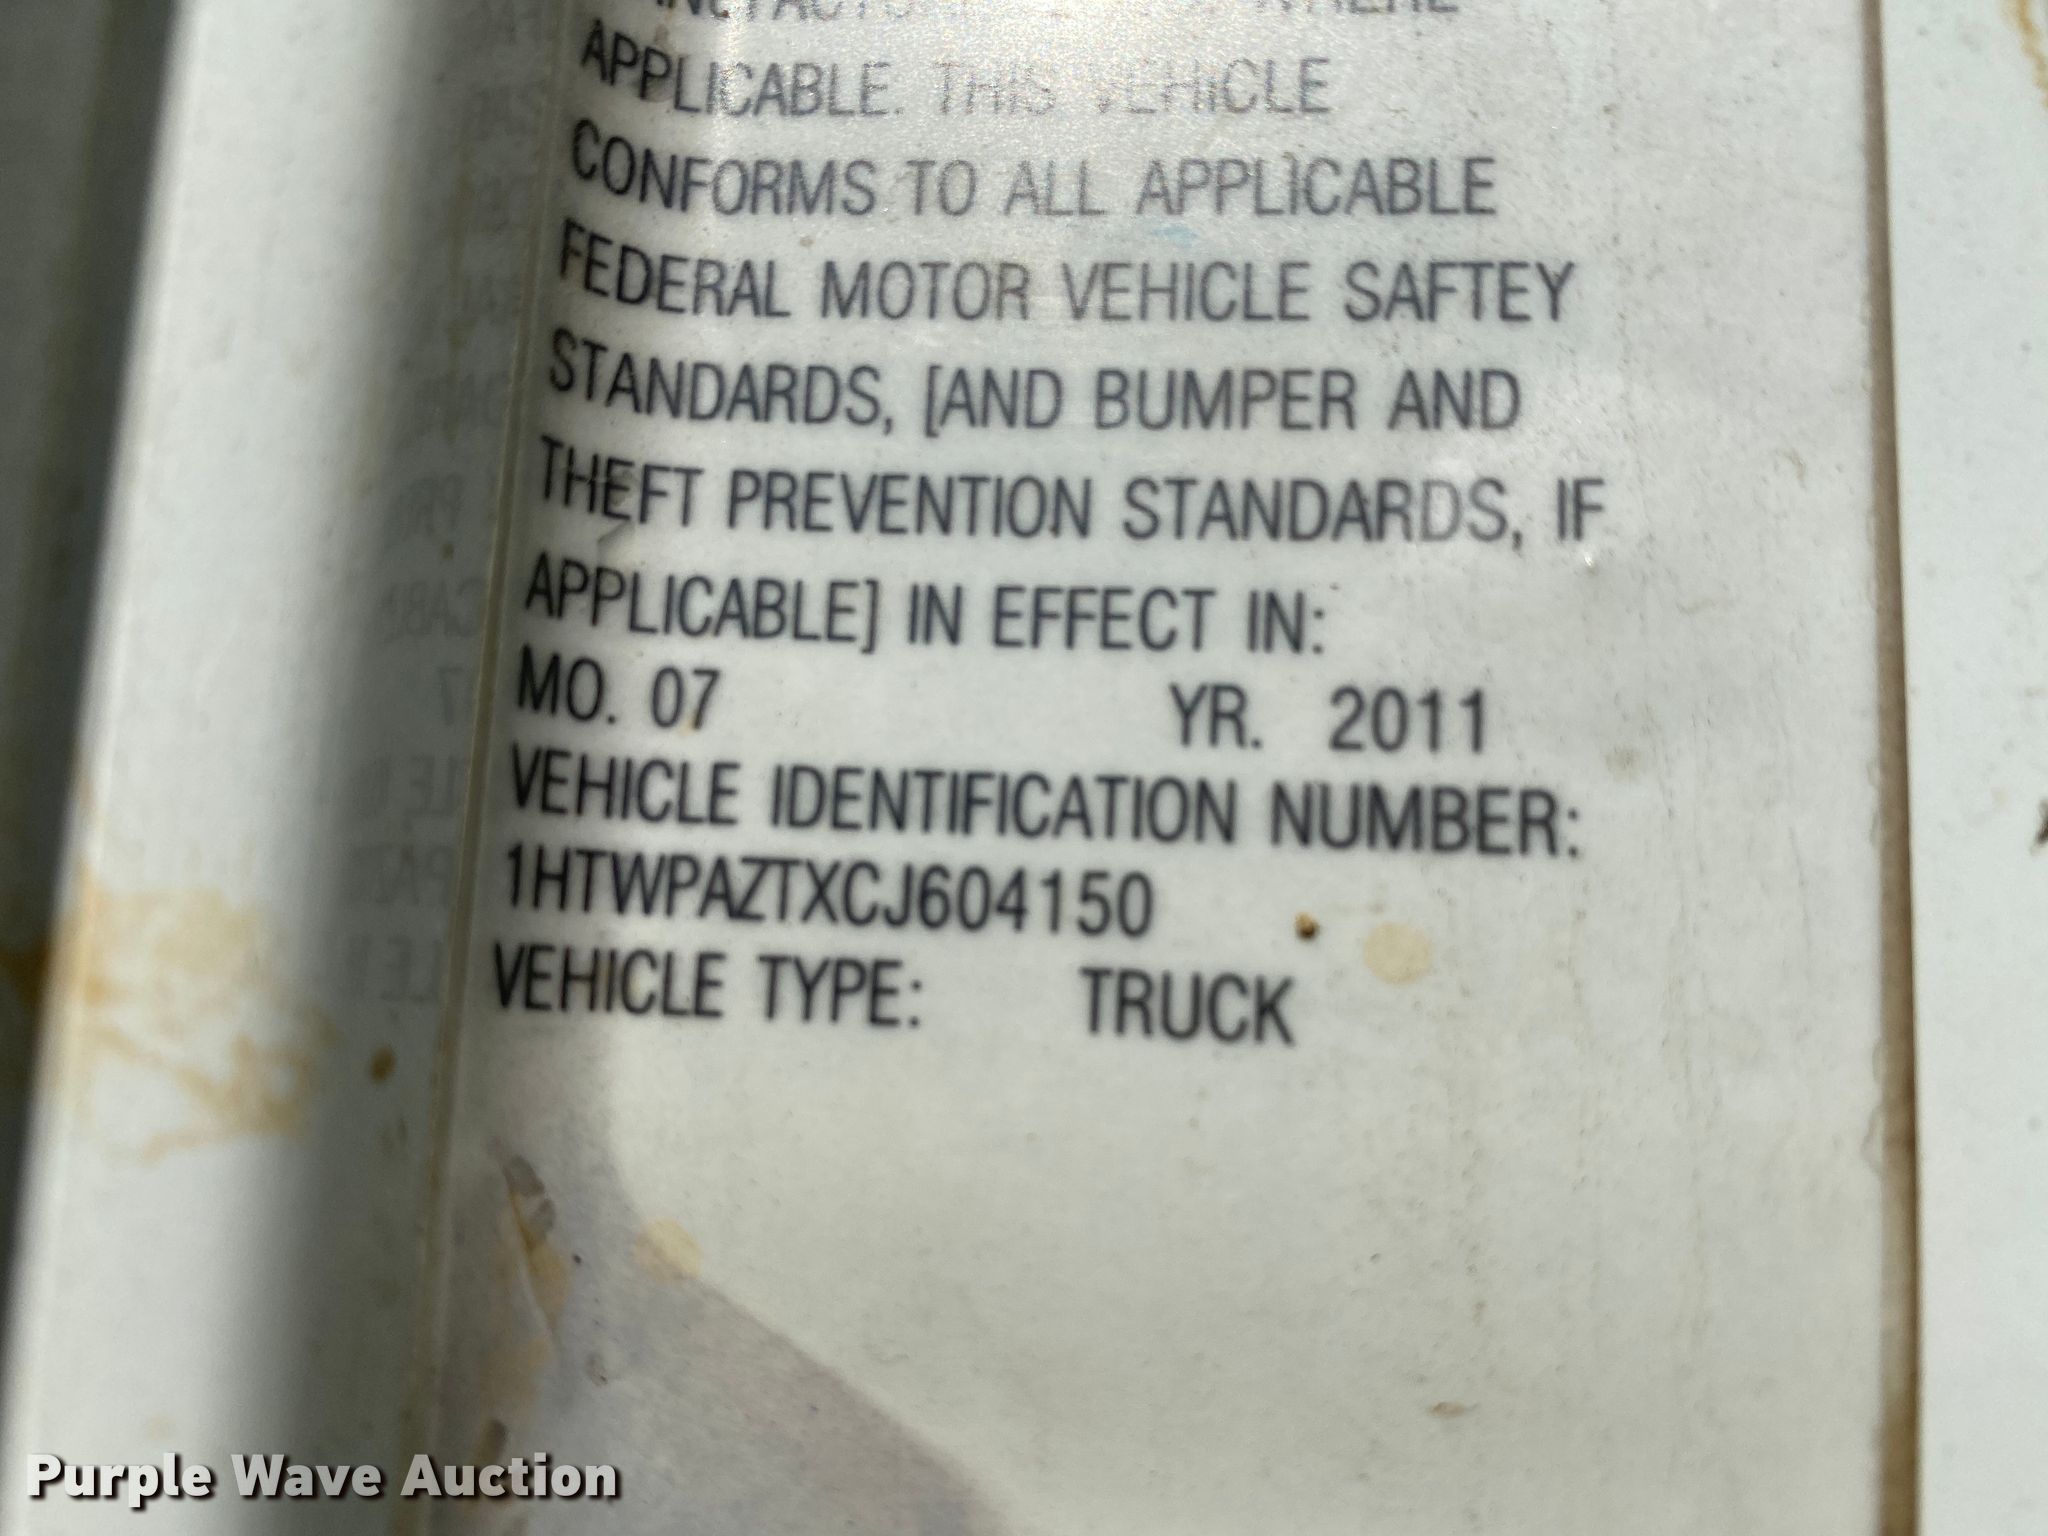 APPLICABLE. THIS VEHICLE
CONFORMS TO ALL APPLICABLE
FEDERAL MOTOR VEHICLE SAFTEY
STANDARDS, [AND BUMPER AND
THEFT PREVENTION STANDARDS, IF
APPLICABLE] IN EFFECT IN:
MO. 07 YR. 2011
VEHICLE IDENTIFICATION NUMBER:
1HTWPAZTXCJ604150
VEHICLE TYPE: TRUCK
Purple Wave Auction